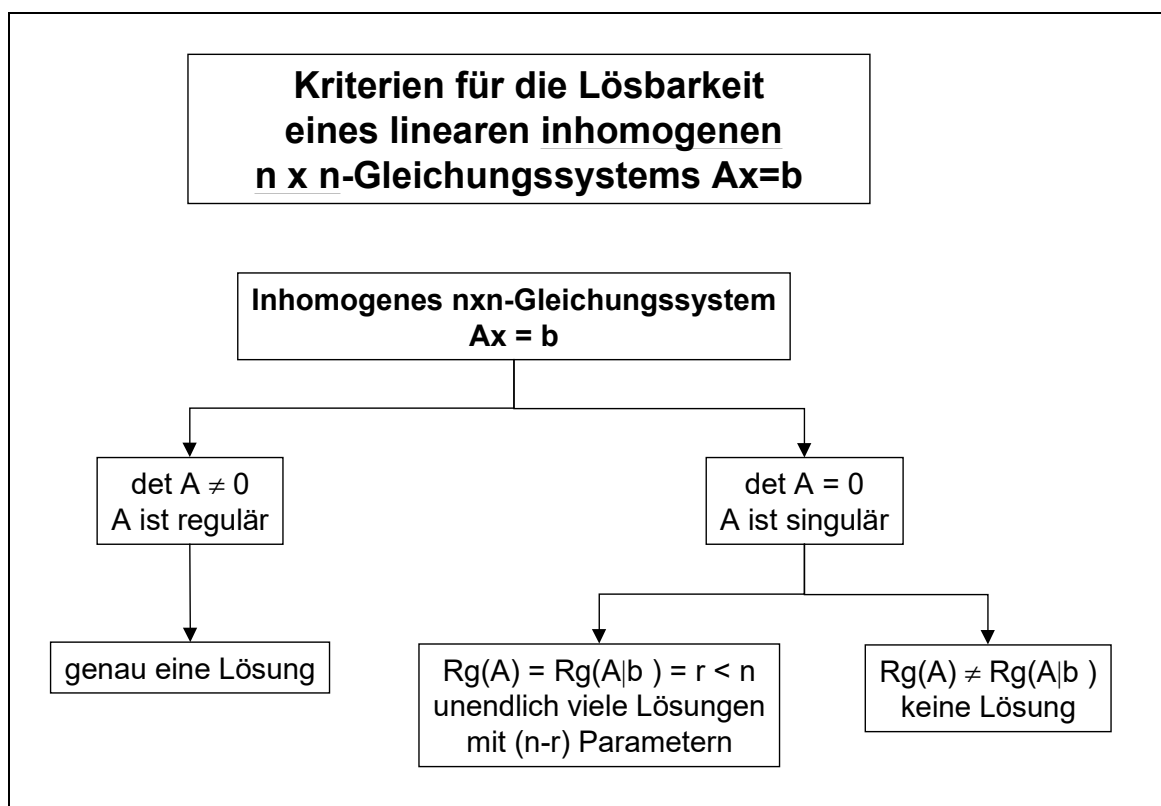 Kriterien für die Lösbarkeit
eines linearen inhomogenen
n x n-Gleichungssystems Ax=b
Inhomogenes nxn-Gleichungssystem
Ax = b
det A ≠ 0
A ist regulär
det A = 0
A ist singulär
genau eine Lösung
Rg(A) = Rg(A|b ) = r < n
unendlich viele Lösungen
mit (n-r) Parametern
Rg(A) ≠ Rg(A|b )
keine Lösung